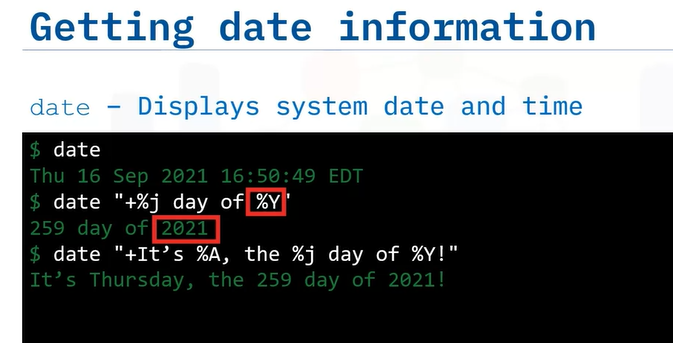 Getting date information
date – Displays system date and time
$ date
Thu 16 Sep 2021 16:50:49 EDT
$ date "+%j day of %Y"
259 day of 2021
$ date "+It’s %A, the %j day of %Y!"
It’s Thursday, the 259 day of 2021!